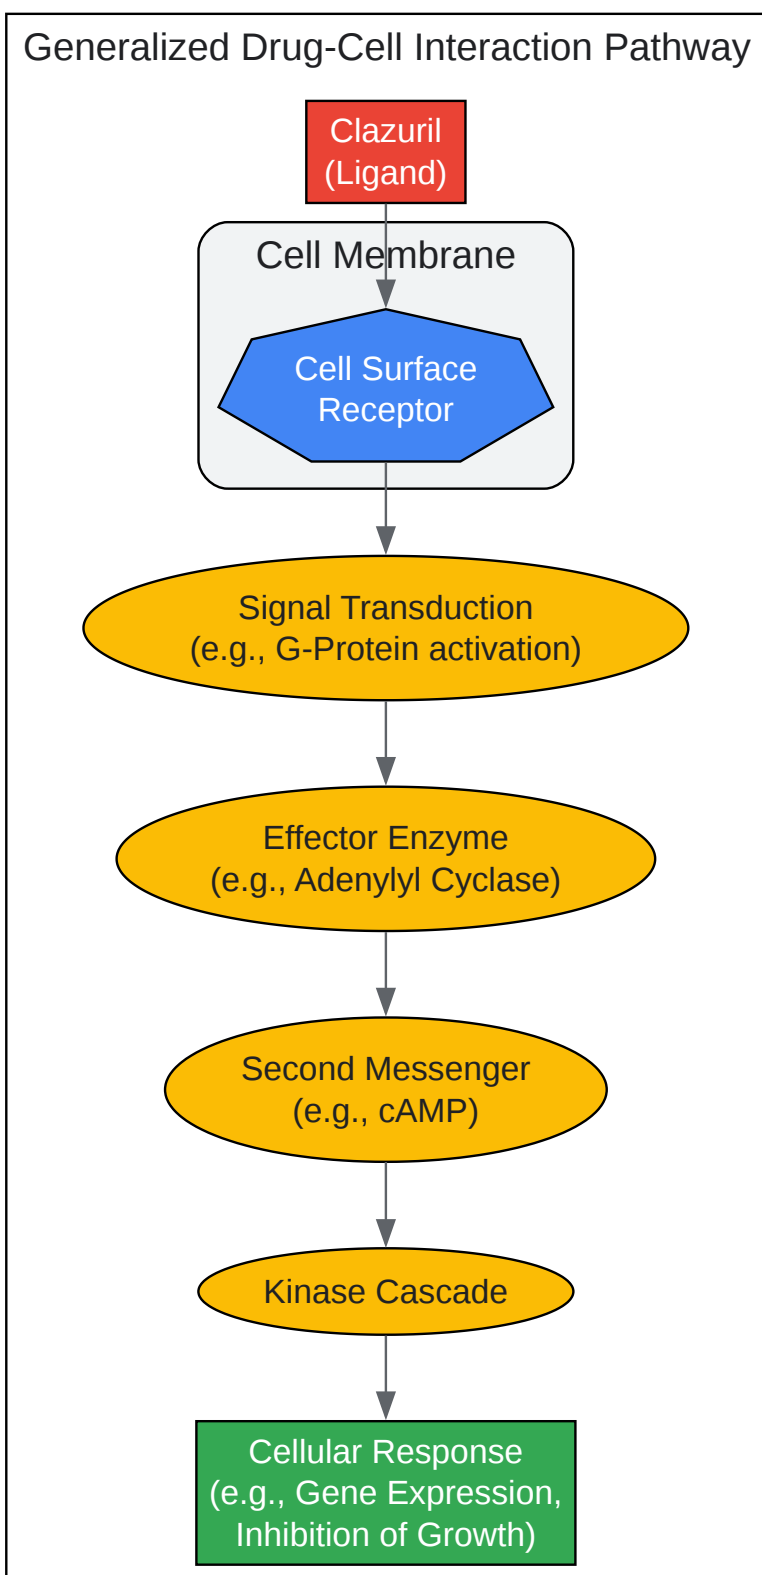 Generalized Drug-Cell Interaction Pathway
Clazuril
(Ligand)
Cell Membrane
Cell Surface
Receptor
Signal Transduction
(e.g., G-Protein activation)
Effector Enzyme
(e.g., Adenylyl Cyclase)
Second Messenger
(e.g., cAMP)
Kinase Cascade
Cellular Response
(e.g., Gene Expression,
Inhibition of Growth)